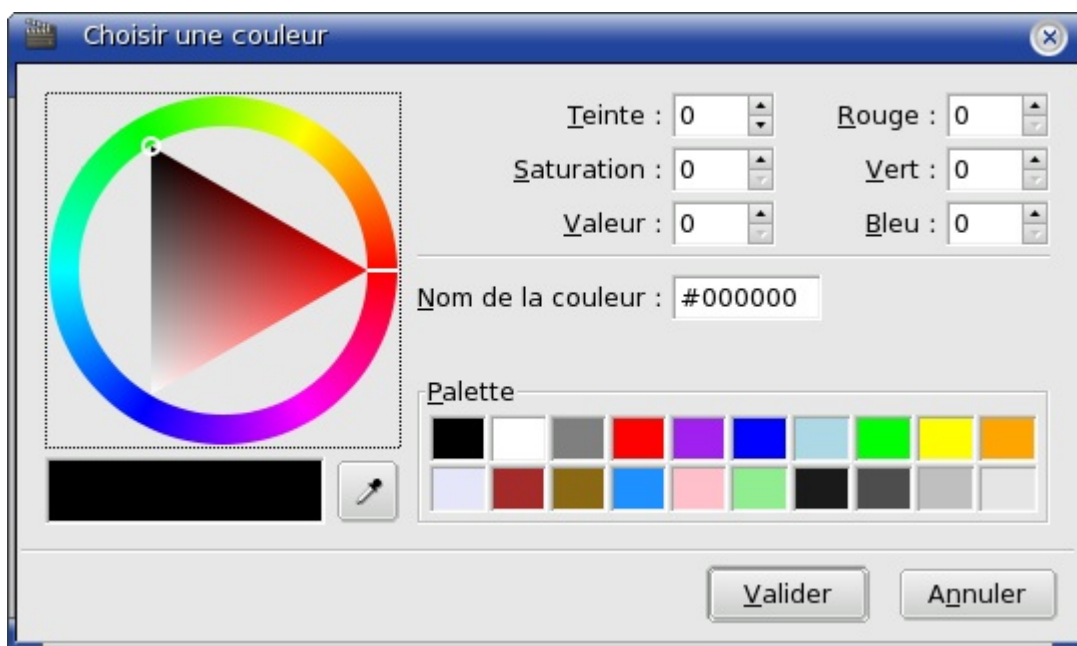 Choisir une couleur
Teinte : 0 Rouge : 0
Saturation : 0 Vert : 0
Valeur : 0 Bleu : 0
Nom de la couleur : #000000
Palette
Valider Annuler